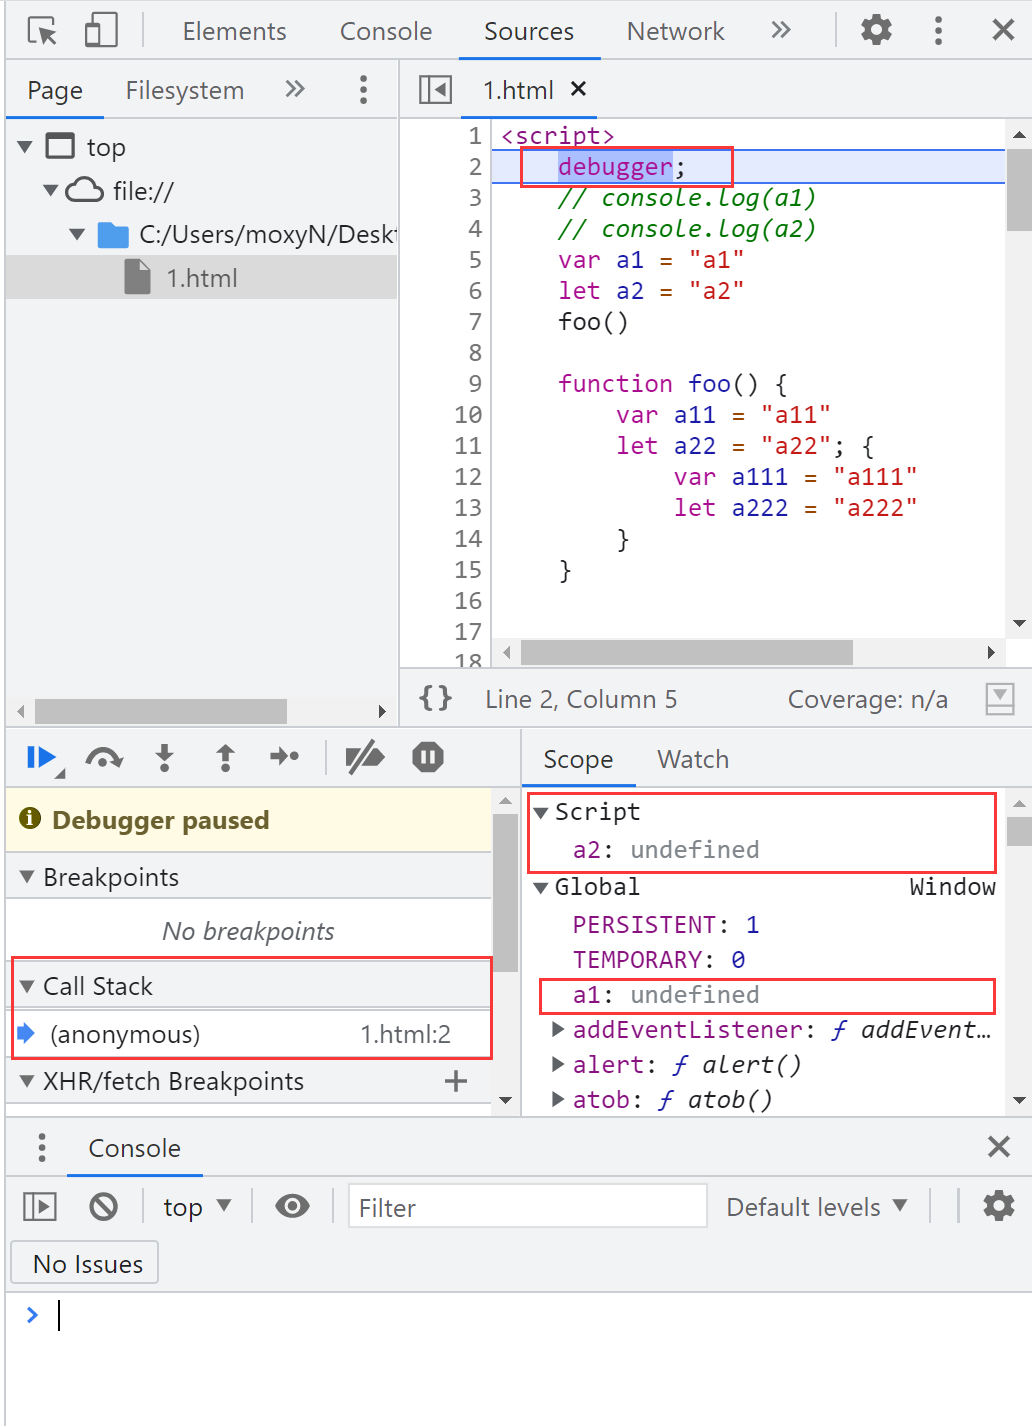 Elements Console Sources Network »
Page Filesystem »
1.html ×
top
file://
C:/Users/moxyN/Desk
1.html
1 <script>
2     debugger;
3     // console.log(a1)
4     // console.log(a2)
5     var a1 = "a1"
6     let a2 = "a2"
7     foo()
8
9     function foo() {
10         var a11 = "a11"
11         let a22 = "a22"; {
12             var a111 = "a111"
13             let a222 = "a222"
14         }
15     }
16
17
18
{} Line 2, Column 5 Coverage: n/a
Debugger paused
Breakpoints
No breakpoints
Call Stack
(anonymous) 1.html:2
XHR/fetch Breakpoints +
Scope Watch
Script
a2: undefined
Global Window
PERSISTENT: 1
TEMPORARY: 0
a1: undefined
addEventListener: ƒ addEvent…
alert: ƒ alert()
atob: ƒ atob()
Console
top Filter Default levels
No Issues
>